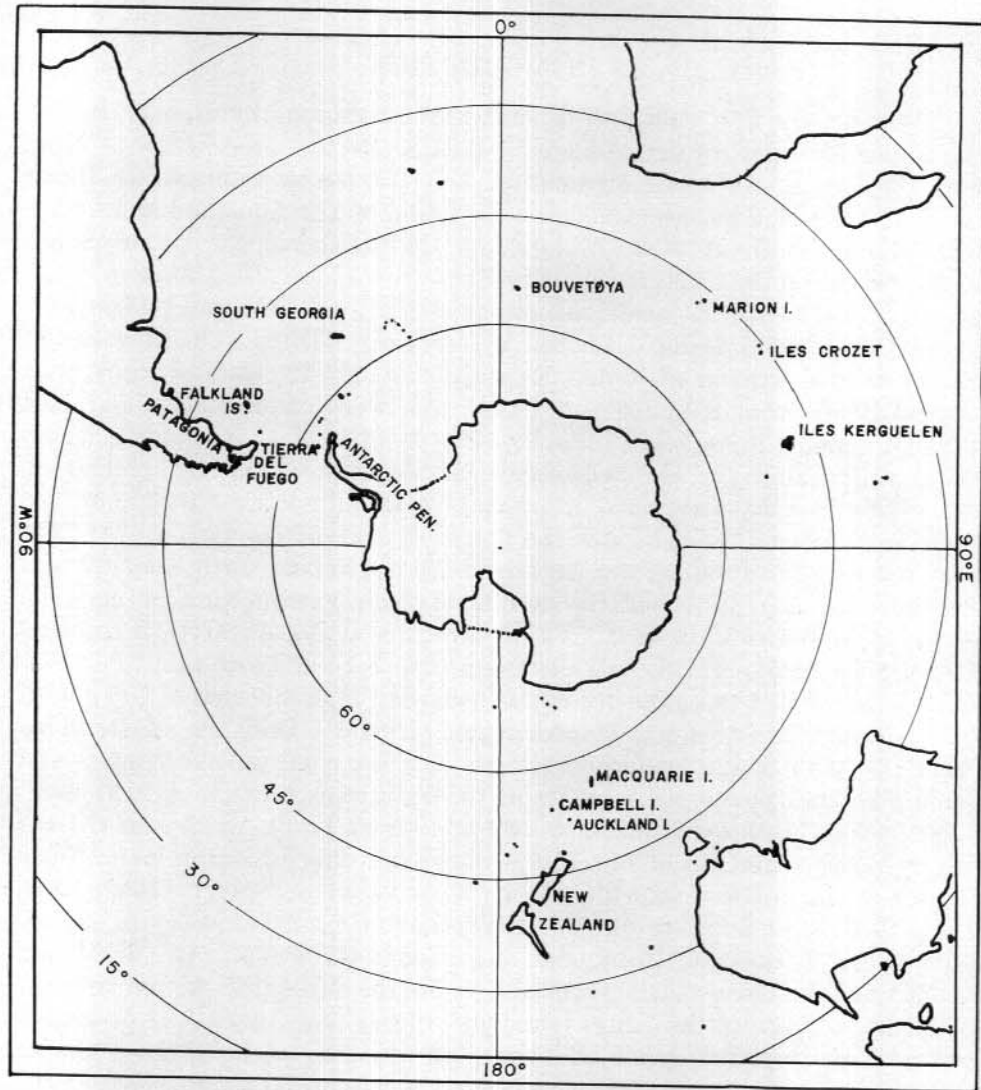 0°
BOUVETØYA
MARION I.
SOUTH GEORGIA
ILES CROZET
FALKLAND
IS.
ILES KERGUELEN
PATAGONIA
TIERRA
DEL
FUEGO
ANTARCTIC PEN.
90°W
90°E
60°
MACQUARIE I.
45°
CAMPBELL I.
AUCKLAND I.
30°
NEW
ZEALAND
15°
180°